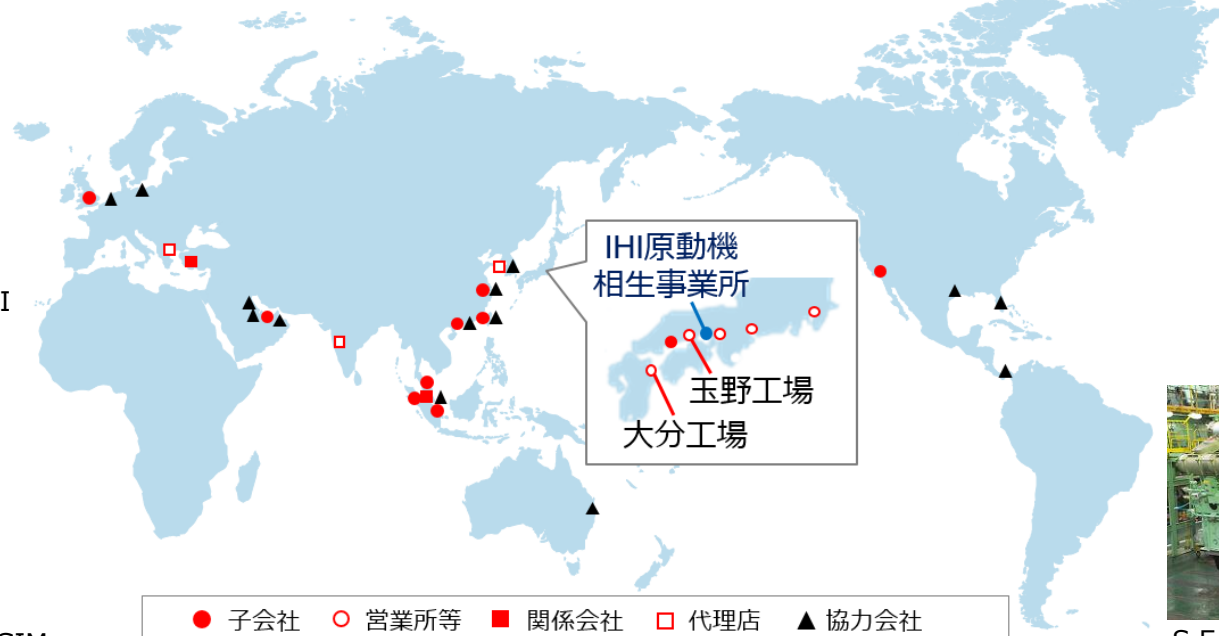 IHI原動機
相生事業所
I
玉野工場
大分工場
子会社 営業所等 関係会社 代理店 協力会社